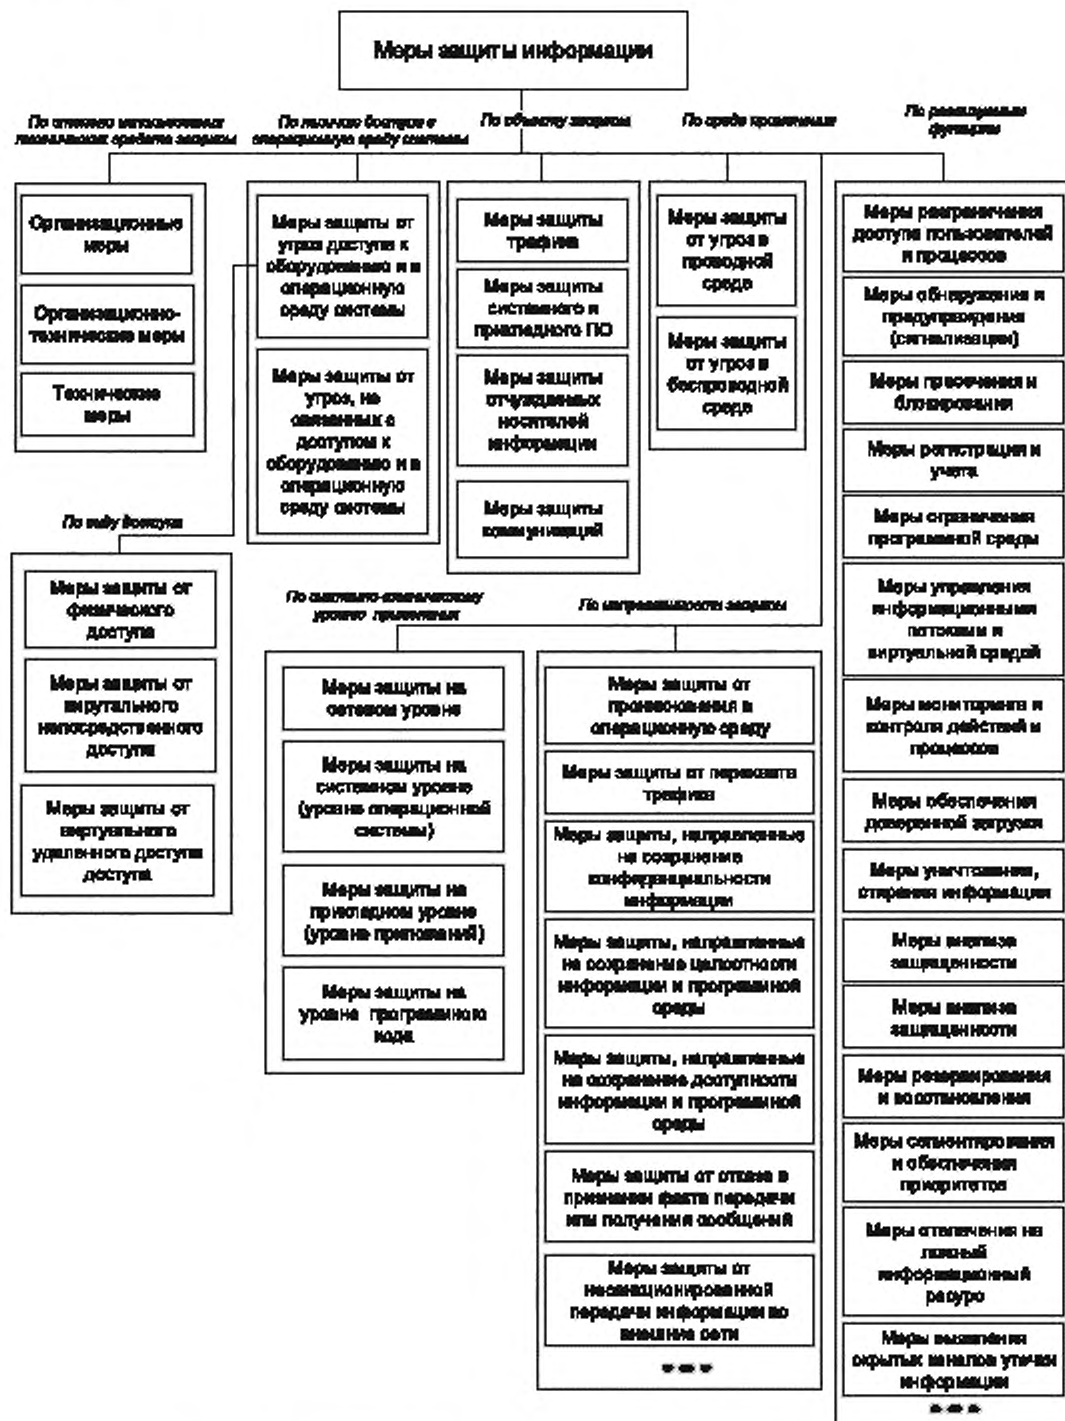 Меры защиты информации
По степени использования
технических средств защиты
По наличию доступа в
операционную среду системы
По объекту защиты
По среде применения
По реализуемым
функциям
Организационные
меры
Организационно-
технические меры
Технические
меры
Меры защиты от
угроз доступа к
оборудованию и в
операционную
среду системы
Меры защиты от
угроз, не
связанных с
доступом к
оборудованию и в
операционную
среду системы
Меры защиты
трафика
Меры защиты
системного и
прикладного ПО
Меры защиты
отчуждаемых
носителей
информации
Меры защиты
коммуникаций
Меры защиты
от угроз в
проводной
среде
Меры защиты
от угроз в
беспроводной
среде
Меры разграничения
доступа пользователей
и процессов
Меры обнаружения и
предупреждения
(сигнализации)
Меры пресечения и
блокирования
Меры регистрации и
учета
Меры ограничения
программной среды
Меры управления
информационными
потоками и
виртуальной средой
Меры мониторинга и
контроля действий и
процессов
Меры обеспечения
доверенной загрузки
Меры уничтожения,
стирания информации
Меры анализа
защищенности
Меры анализа
защищенности
Меры резервирования
и восстановления
Меры сегментирования
и обеспечения
приоритетов
Меры отвлечения на
ложный
информационный
ресурс
Меры выявления
скрытых каналов утечки
информации
По виду доступа
Меры защиты от
физического
доступа
Меры защиты от
вирутального
непосредственного
доступа
Меры защиты от
виртуального
удаленного доступа
доступа
По системно-техническому
уровню применения
Меры защиты на
сетевом уровне
Меры защиты на
системном уровне
(уровне операционной
системы)
Меры защиты на
прикладном уровне
(уровне приложений)
Меры защиты на
уровне программного
кода
По направленности защиты
Меры защиты от
проникновения в
операционную среду
Меры защиты от перехвата
трафика
Меры защиты, направленные
на сохранение
конфиденциальности
информации
Меры защиты, направленные
на сохранение целостности
информации и программной
среды
Меры защиты, направленные
на сохранение доступности
информации и программной
среды
Меры защиты от отказа в
признании факта передачи
или получения сообщений
Меры защиты от
несанкционированной
передачи информации во
внешние сети